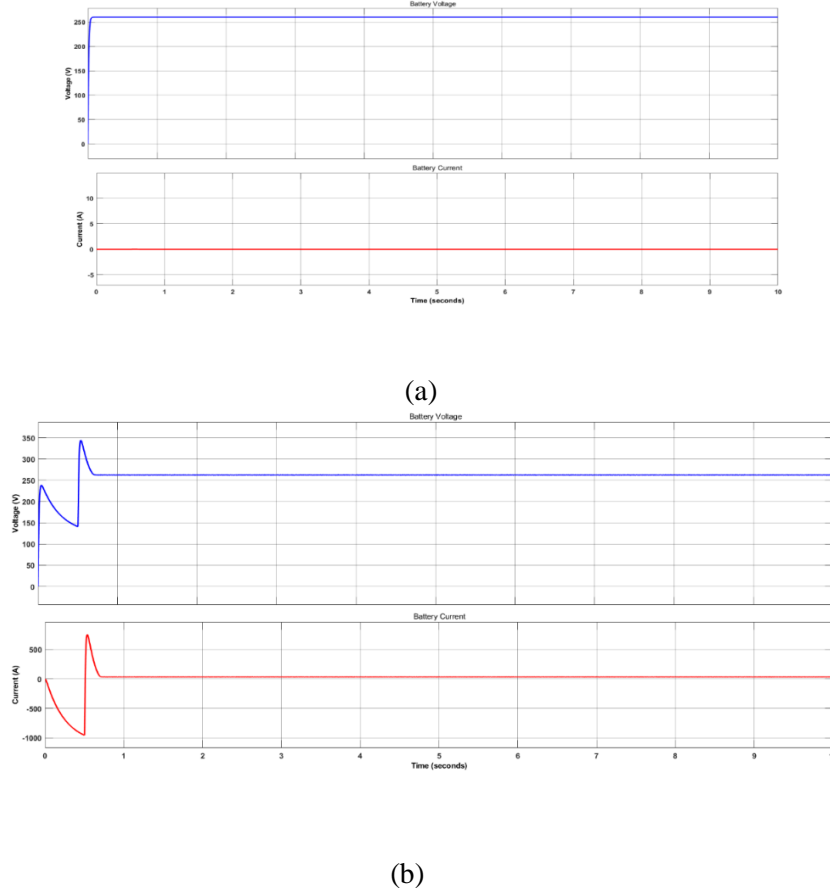 Battery Voltage
Voltage (V)
250
200
150
100
50
0
Battery Current
Current (A)
10
5
0
-5
0 1 2 3 4 5 6 7 8 9 10
Time (seconds)
(a)
Battery Voltage
Voltage (V)
350
300
250
200
150
100
50
0
Battery Current
Current (A)
500
0
-500
-1000
0 1 2 3 4 5 6 7 8 9
Time (seconds)
(b)